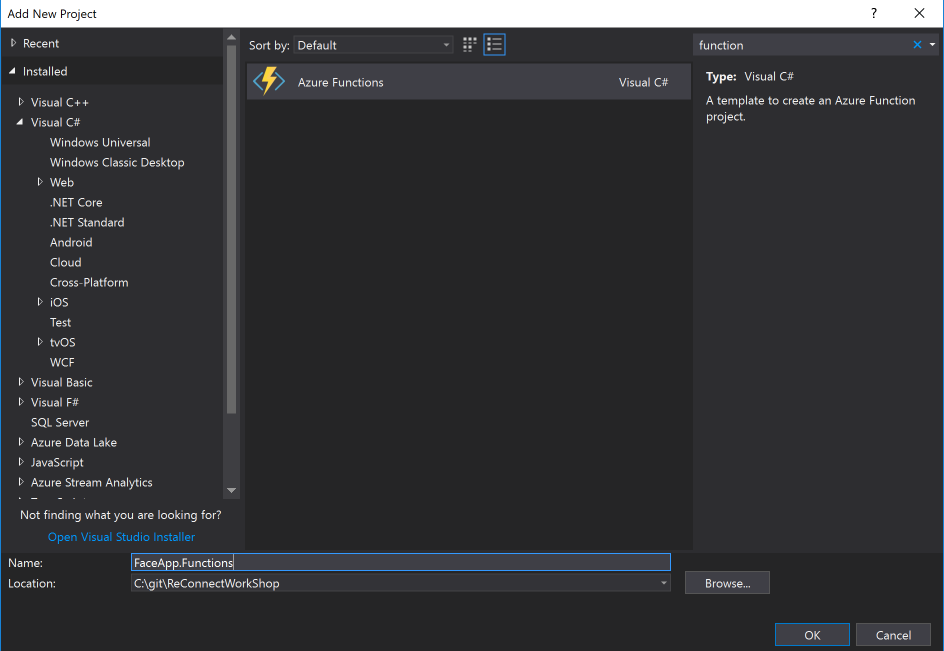 Add New Project
?
Recent
Installed
Visual C++
Visual C#
Windows Universal
Windows Classic Desktop
Web
.NET Core
.NET Standard
Android
Cloud
Cross-Platform
iOS
Test
tvOS
WCF
Visual Basic
Visual F#
SQL Server
Azure Data Lake
JavaScript
Azure Stream Analytics
Not finding what you are looking for?
Open Visual Studio Installer
Sort by: Default
Azure Functions Visual C#
function
Type: Visual C#
A template to create an Azure Function
project.
Name: FaceApp.Functions
Location: C:\git\ReConnectWorkShop
Browse...
OK Cancel